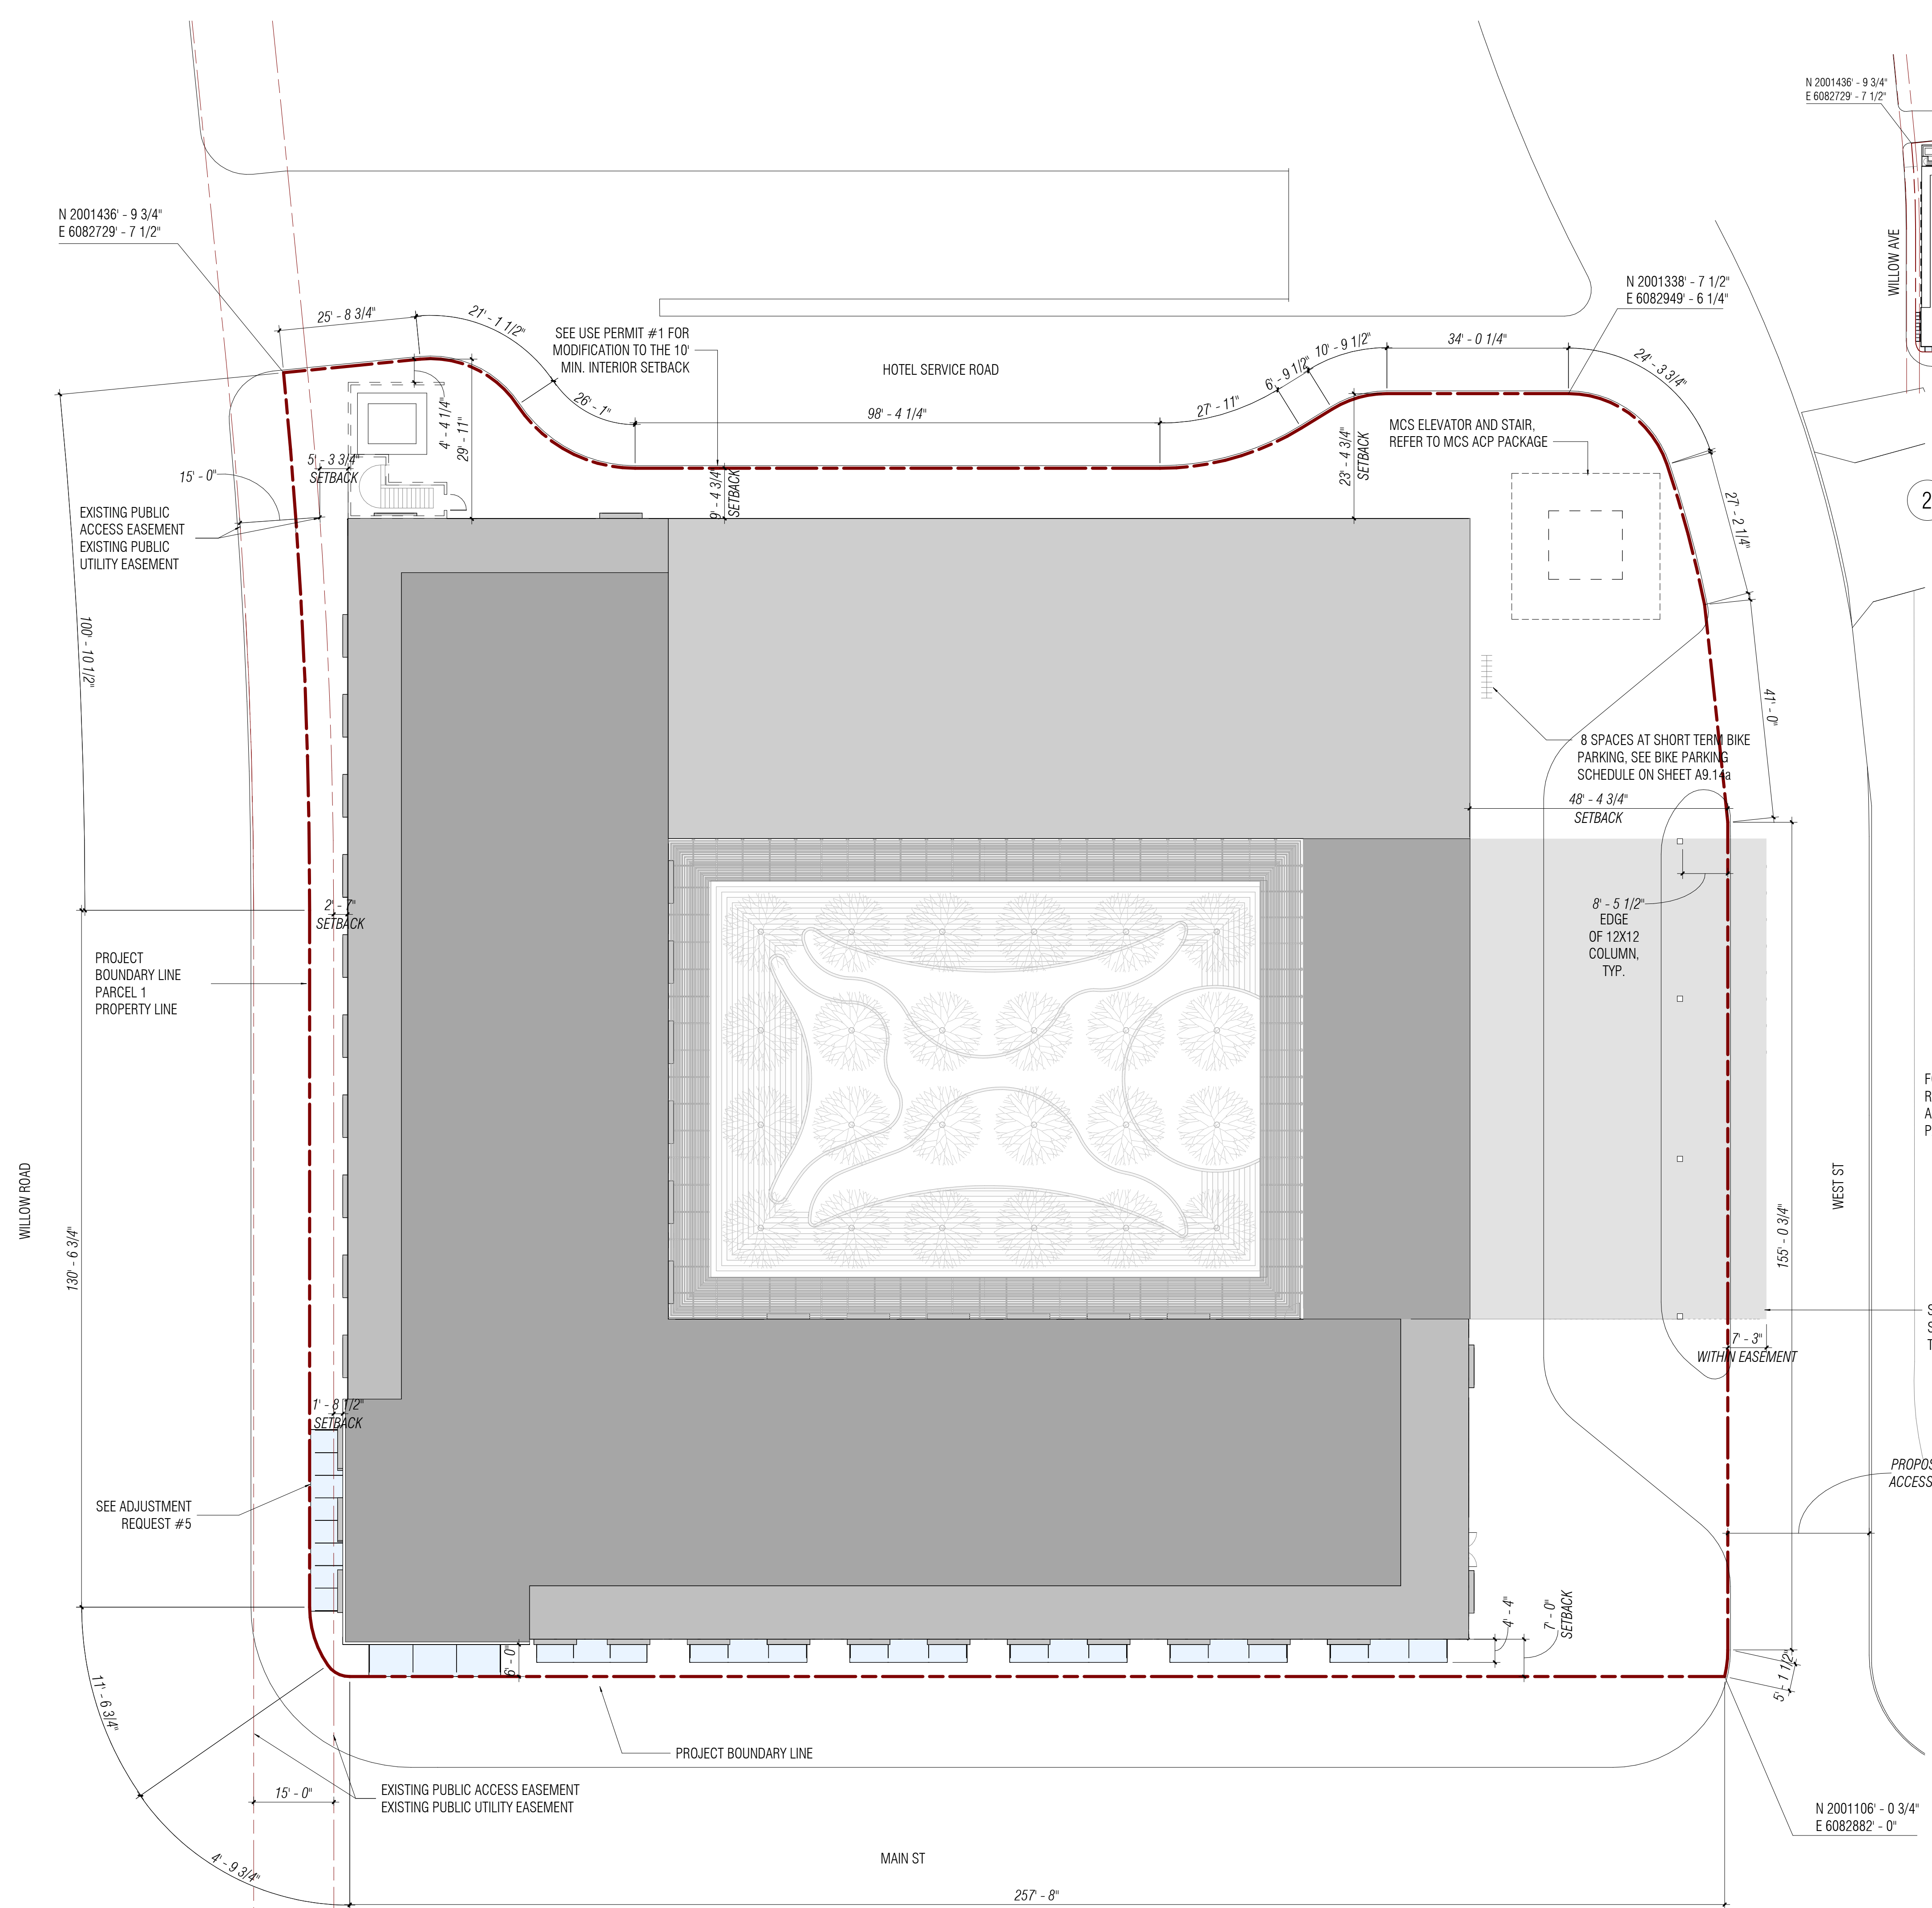 N 2001436' - 9 3/4"
E 6082729' - 7 1/2"
N 2001436' - 9 3/4"
E 6082729' - 7 1/2"
WILLOW AVE
N 2001338' - 7 1/2"
E 6082949' - 6 1/4"
25' - 8 3/4"
21' - 1 1/2"
SEE USE PERMIT #1 FOR
MODIFICATION TO THE 10'
MIN. INTERIOR SETBACK
HOTEL SERVICE ROAD
6' - 9 1/2"
10' - 9 1/2"
34' - 0 1/4"
24' - 3 3/4"
26' - 1"
98' - 4 1/4"
27' - 11"
4' - 4 1/4"
29' - 11"
23' - 4 3/4"
SETBACK
MCS ELEVATOR AND STAIR,
REFER TO MCS ACP PACKAGE
5' - 3 3/4"
SETBACK
15' - 0"
9' - 4 3/4"
SETBACK
27' - 2 1/4"
2
EXISTING PUBLIC
ACCESS EASEMENT
EXISTING PUBLIC
UTILITY EASEMENT
100' - 10 1/2"
41' - 0"
8 SPACES AT SHORT TERM BIKE
PARKING, SEE BIKE PARKING
SCHEDULE ON SHEET A9.14a
48' - 4 3/4"
SETBACK
2' - 7"
SETBACK
8' - 5 1/2"
EDGE
OF 12X12
COLUMN,
TYP.
PROJECT
BOUNDARY LINE
PARCEL 1
PROPERTY LINE
F
R
A
P
WILLOW ROAD
WEST ST
130' - 6 3/4"
155' - 0 3/4"
S
S
T
7' - 3"
WITHIN EASEMENT
1' - 8 1/2"
SETBACK
PROPOS
ACCESS
SEE ADJUSTMENT
REQUEST #5
4' - 4"
7' - 0"
SETBACK
6' - 0"
5' - 1 1/2"
11' - 6 3/4"
PROJECT BOUNDARY LINE
15' - 0"
EXISTING PUBLIC ACCESS EASEMENT
EXISTING PUBLIC UTILITY EASEMENT
N 2001106' - 0 3/4"
E 6082882' - 0"
4' - 9 3/4"
MAIN ST
257' - 8"